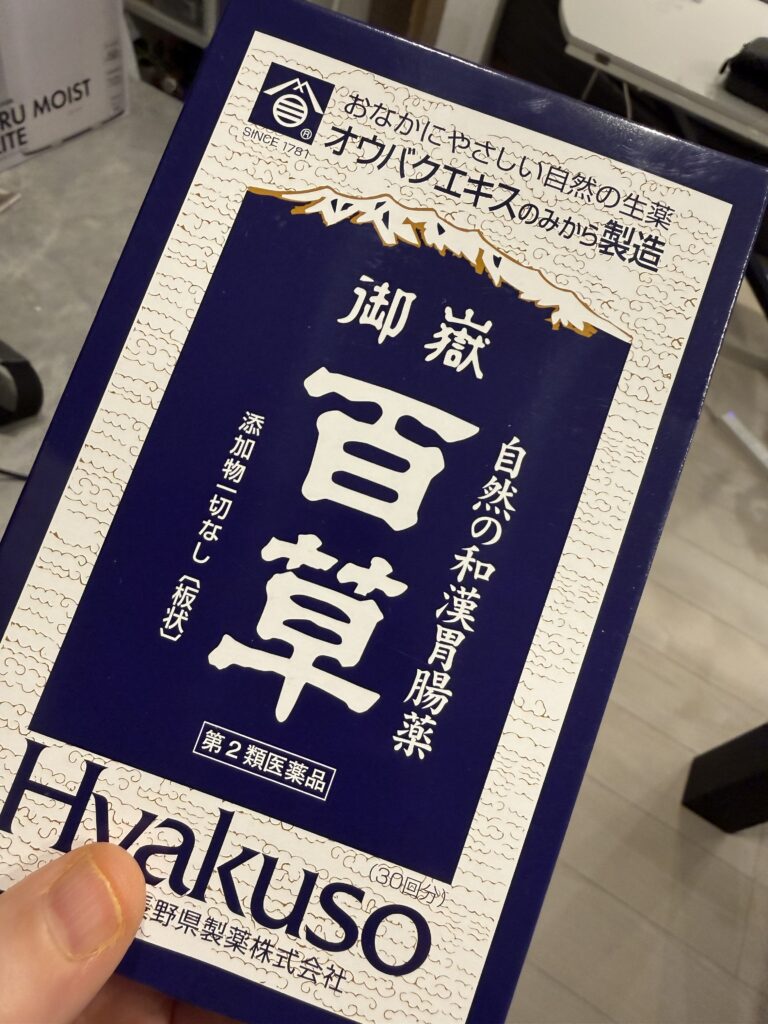 RU MOIST
ITE
®
SINCE 1781
おなかにやさしい自然の生薬
オウバクエキスのみから製造
御嶽
百草
自然の和漢胃腸薬
添加物一切なし〔板状〕
第2類医薬品
Hyakuso
(30回分)
野県製薬株式会社